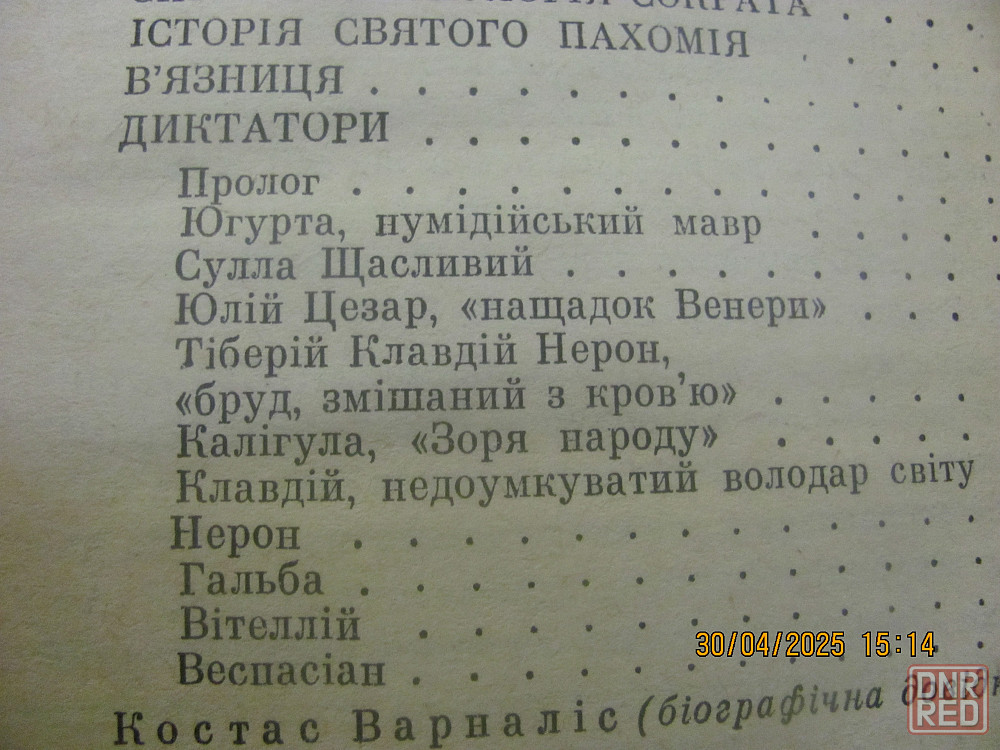 СОКРАТА . . . .
ІСТОРІЯ СВЯТОГО ПАХОМІЯ . . . .
В'ЯЗНИЦЯ . . . . . . . . . . . . .
ДИКТАТОРИ . . . . . . . . . . . .
Пролог . . . . . . . . . . . . .
Югурта, нумідійський мавр . . . .
Сулла Щасливий . . . . . . . . .
Юлій Цезар, «нащадок Венери» . . .
Тіберій Клавдій Нерон,
«бруд, змішаний з кров'ю» . . . . .
Калігула, «Зоря народу» . . . . .
Клавдій, недоумкуватий володар світу
Нерон . . . . . . . . . . . .
Гальба . . . . . . . . . . . .
Вітеллій . . . . . . . . . . .
30/04/2025 15:14
Веспасіан . . . . . . . . . . .
Костас Варналіс (біографічна
DNR
RED